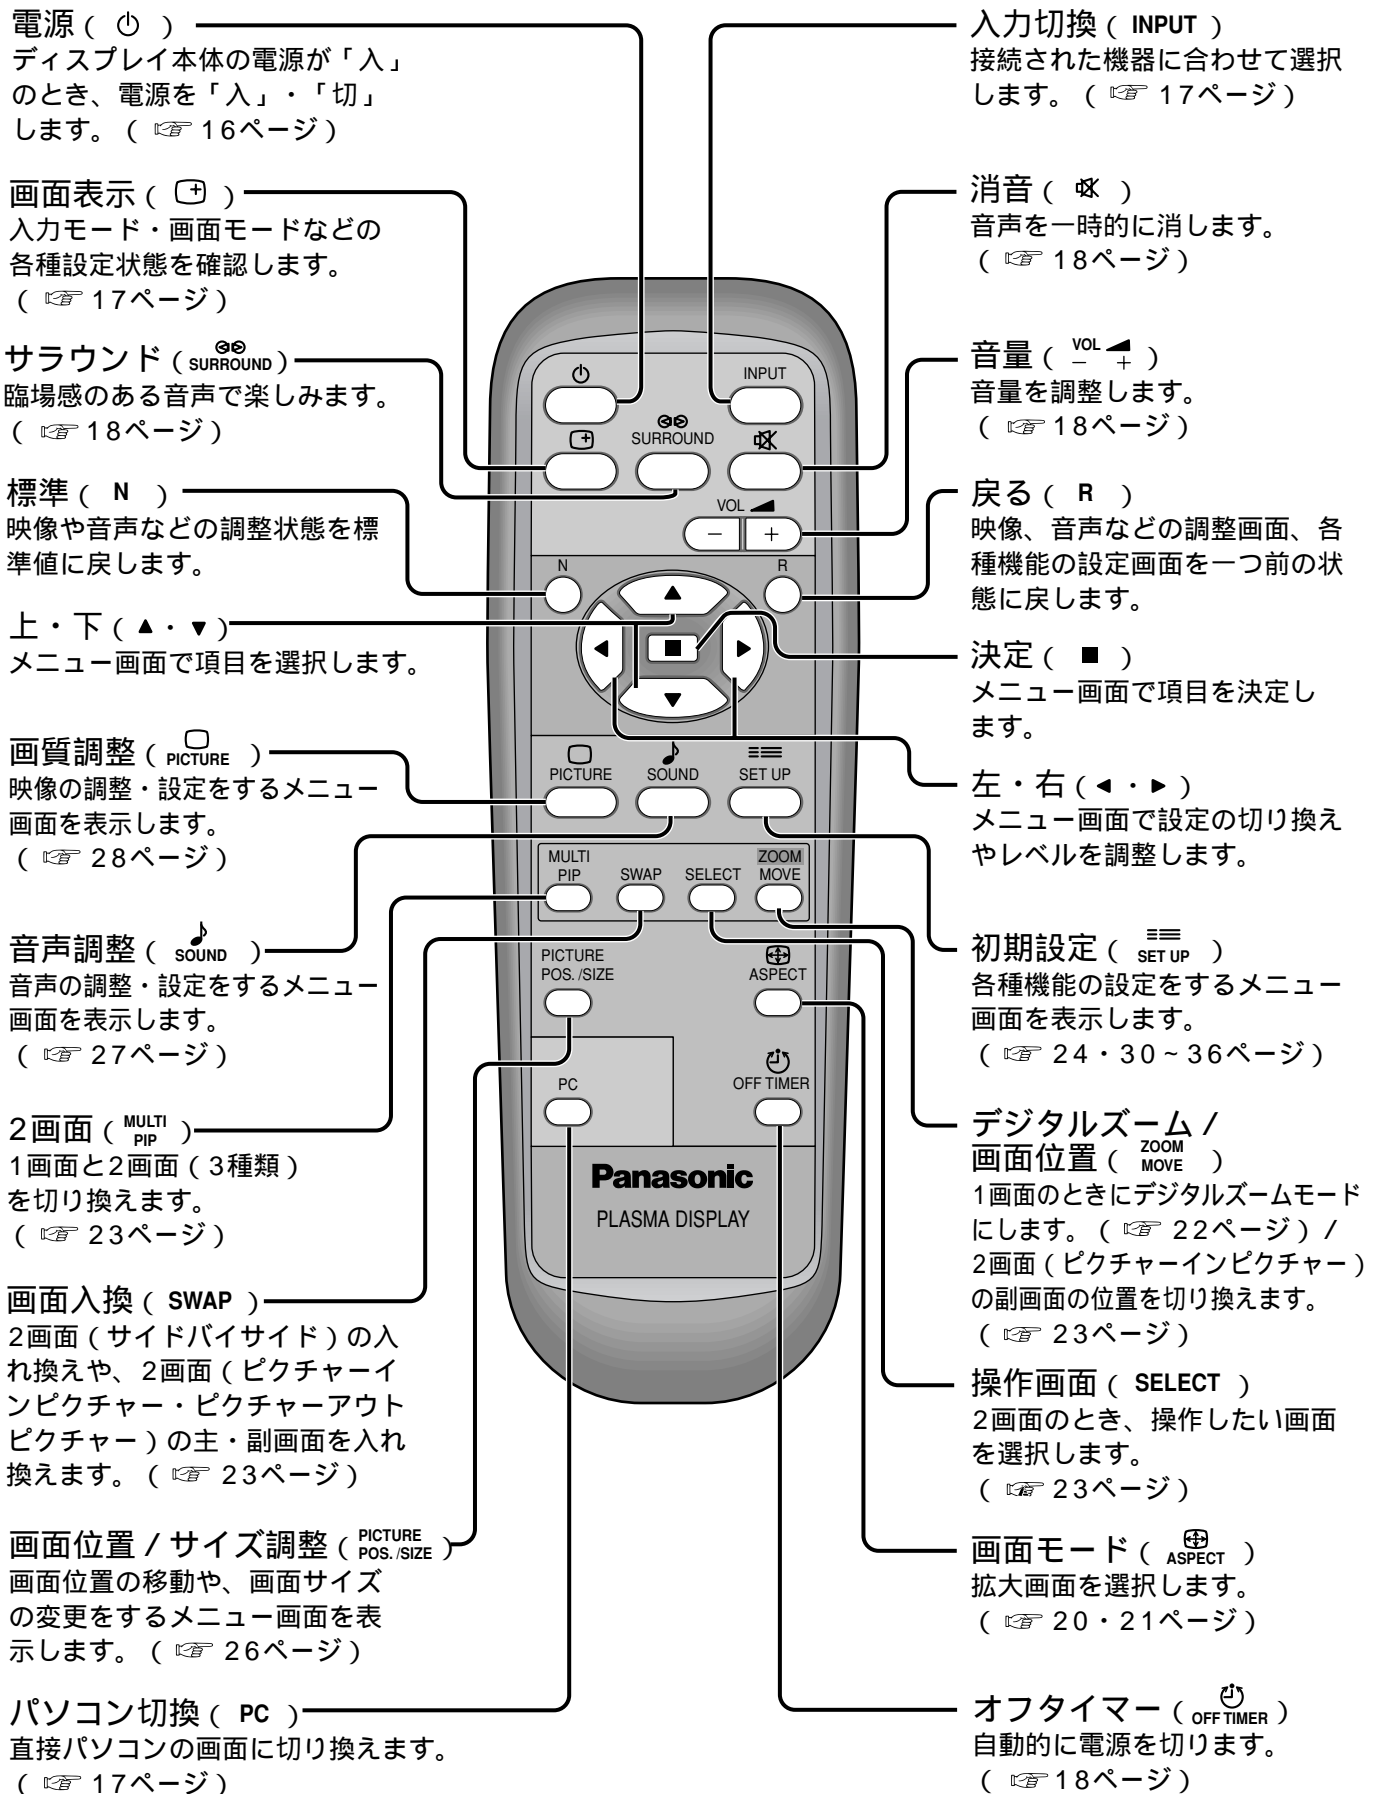 電源（ ⏻ ）
ディスプレイ本体の電源が「入」
のとき、電源を「入」・「切」
します。（ ☞ 16ページ）
画面表示（ ）
入力モード・画面モードなどの
各種設定状態を確認します。
（ ☞ 17ページ）
サラウンド（ SURROUND ）
臨場感のある音声で楽しみます。
（ ☞ 18ページ）
標準（ N ）
映像や音声などの調整状態を標
準値に戻します。
上・下（ ▲・▼ ）
メニュー画面で項目を選択します。
画質調整（ PICTURE ）
映像の調整・設定をするメニュー
画面を表示します。
（ ☞ 28ページ）
音声調整（ ♪ SOUND ）
音声の調整・設定をするメニュー
画面を表示します。
（ ☞ 27ページ）
2画面（ MULTI PIP ）
1画面と2画面（3種類）
を切り換えます。
（ ☞ 23ページ）
画面入換（ SWAP ）
2画面（サイドバイサイド）の入
れ換えや、2画面（ピクチャーイ
ンピクチャー・ピクチャーアウト
ピクチャー）の主・副画面を入れ
換えます。（ ☞ 23ページ）
画面位置 / サイズ調整（ PICTURE POS. /SIZE ）
画面位置の移動や、画面サイズ
の変更をするメニュー画面を表
示します。（ ☞ 26ページ）
パソコン切換（ PC ）
直接パソコンの画面に切り換えます。
（ ☞ 17ページ）
⏻
INPUT
SURROUND
VOL
− +
N
R
▲
◀ ■ ▶
▼
PICTURE
♪
SOUND
SET UP
MULTI
PIP
SWAP
SELECT
ZOOM
MOVE
PICTURE
POS. /SIZE
ASPECT
PC
OFF TIMER
Panasonic
PLASMA DISPLAY
入力切換（ INPUT ）
接続された機器に合わせて選択
します。（ ☞ 17ページ）
消音（ ）
音声を一時的に消します。
（ ☞ 18ページ）
音量（ VOL − + ）
音量を調整します。
（ ☞ 18ページ）
戻る（ R ）
映像、音声などの調整画面、各
種機能の設定画面を一つ前の状
態に戻します。
決定（ ■ ）
メニュー画面で項目を決定し
ます。
左・右（ ◀・▶ ）
メニュー画面で設定の切り換え
やレベルを調整します。
初期設定（ SET UP ）
各種機能の設定をするメニュー
画面を表示します。
（ ☞ 24・30~36ページ）
デジタルズーム /
画面位置（ ZOOM MOVE ）
1画面のときにデジタルズームモード
にします。（ ☞ 22ページ）/
2画面（ピクチャーインピクチャー）
の副画面の位置を切り換えます。
（ ☞ 23ページ）
操作画面（ SELECT ）
2画面のとき、操作したい画面
を選択します。
（ ☞ 23ページ）
画面モード（ ASPECT ）
拡大画面を選択します。
（ ☞ 20・21ページ）
オフタイマー（ OFF TIMER ）
自動的に電源を切ります。
（ ☞ 18ページ）